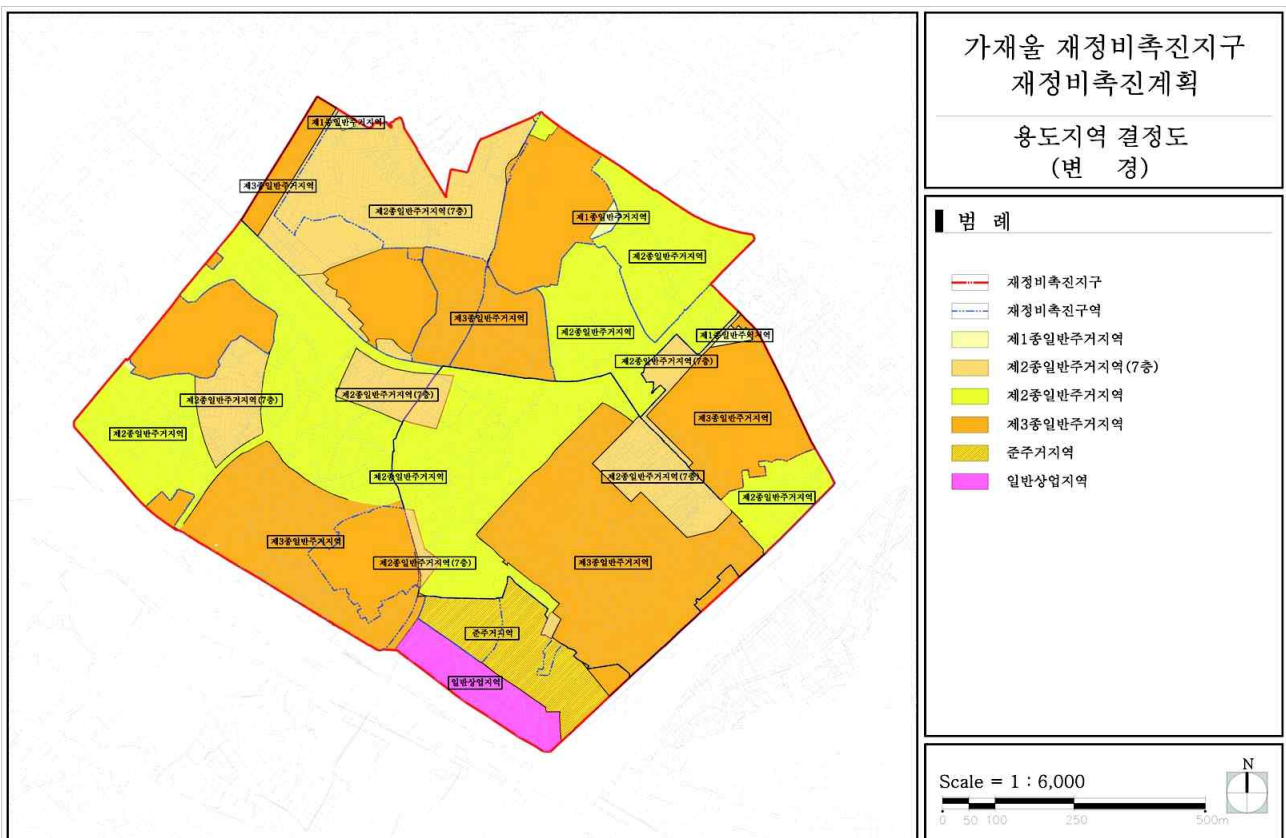 가재울 재정비촉진지구
재정비촉진계획
용도지역 결정도
(변 경)
범 례
재정비촉진지구
재정비촉진구역
제1종일반주거지역
제2종일반주거지역(7층)
제2종일반주거지역
제3종일반주거지역
준주거지역
일반상업지역
Scale = 1 : 6,000
N
0 50 100 250 500m
제1종일반주거지역
제3종일반주거지역
제2종일반주거지역(7층)
제1종일반주거지역
제2종일반주거지역
제3종일반주거지역
제2종일반주거지역
제1종일반주거지역
제2종일반주거지역(7층)
제2종일반주거지역(7층)
제2종일반주거지역(7층)
제3종일반주거지역
제2종일반주거지역
제2종일반주거지역
제2종일반주거지역(7층)
제2종일반주거지역
제3종일반주거지역
제2종일반주거지역(7층)
제3종일반주거지역
준주거지역
일반상업지역